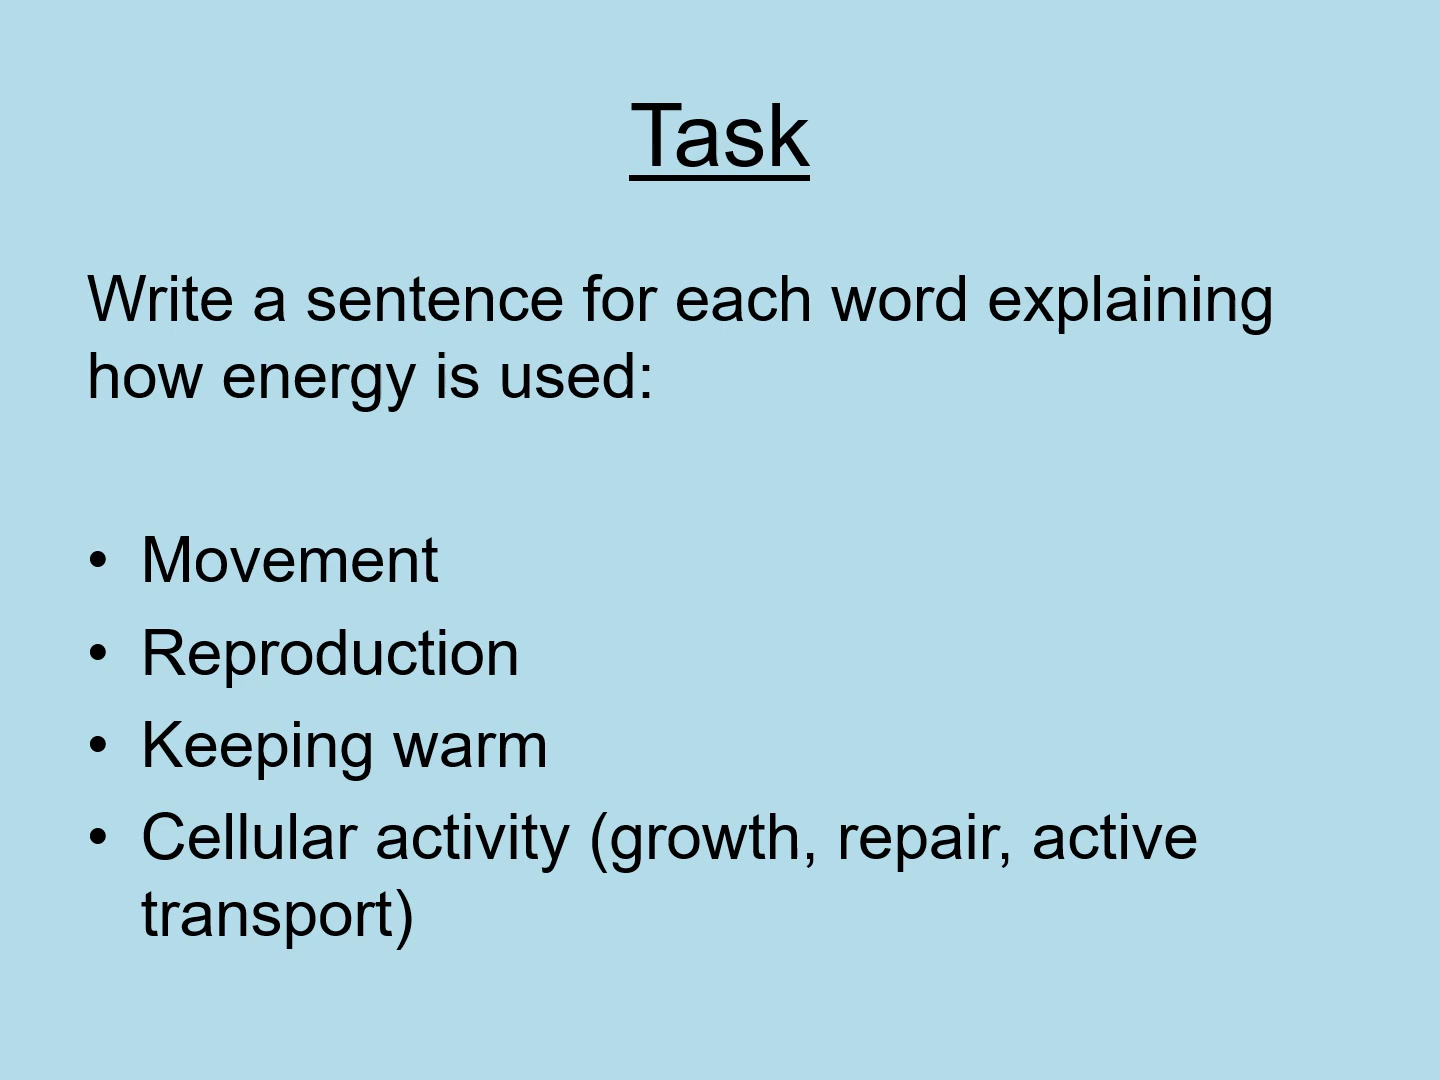 Task
Write a sentence for each word explaining
how energy is used:
• Movement
• Reproduction
• Keeping warm
• Cellular activity (growth, repair, active
transport)